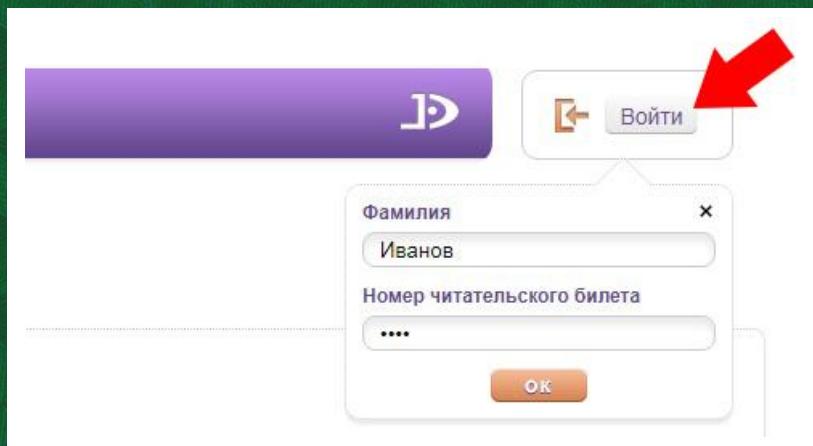 Войти
Фамилия
Иванов
Номер читательского билета
••••
ОК